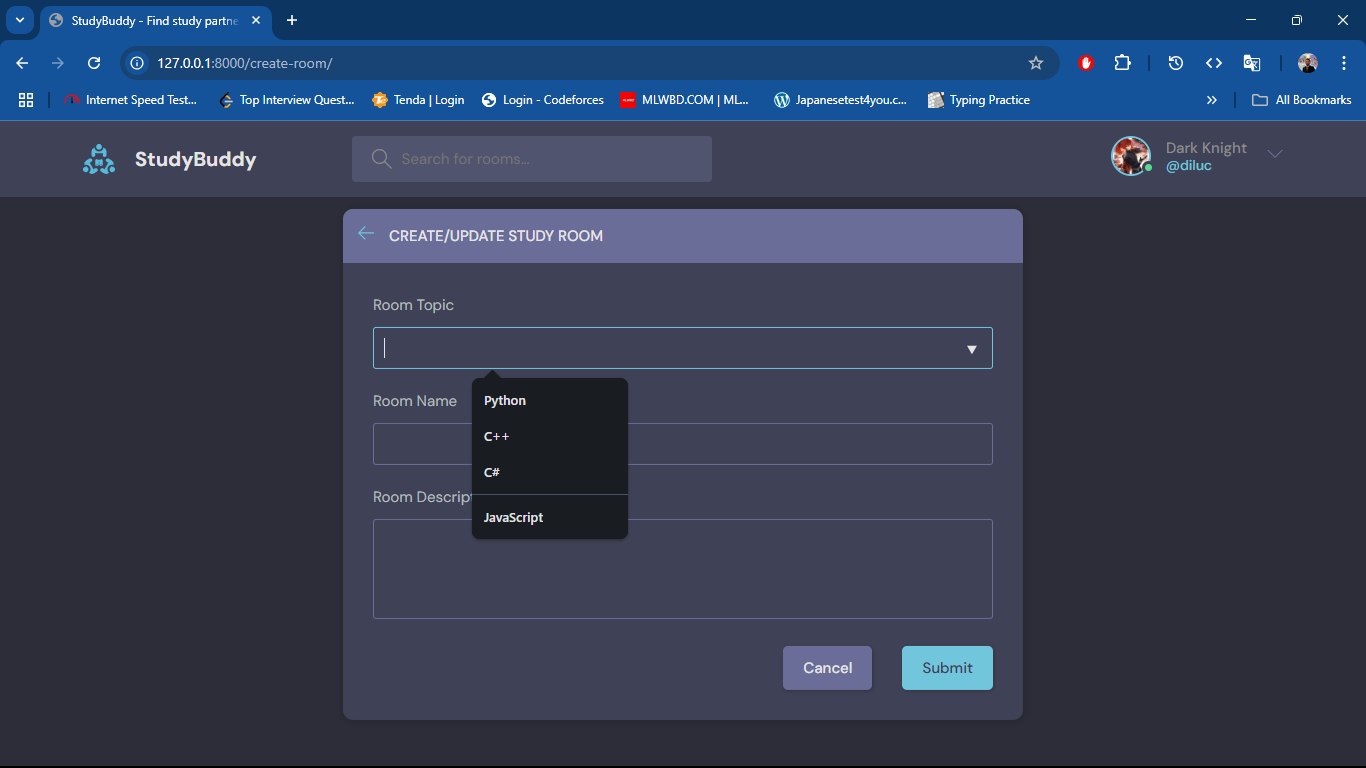 StudyBuddy - Find study partne
127.0.0.1:8000/create-room/
Internet Speed Test...
Top Interview Quest...
Tenda | Login
Login - Codeforces
MLWBD.COM | ML...
Japanesetest4you.c...
Typing Practice
»
All Bookmarks
StudyBuddy
Search for rooms...
Dark Knight
@diluc
CREATE/UPDATE STUDY ROOM
Room Topic
Python
Room Name
C++
C#
Room Descrip
JavaScript
Cancel
Submit